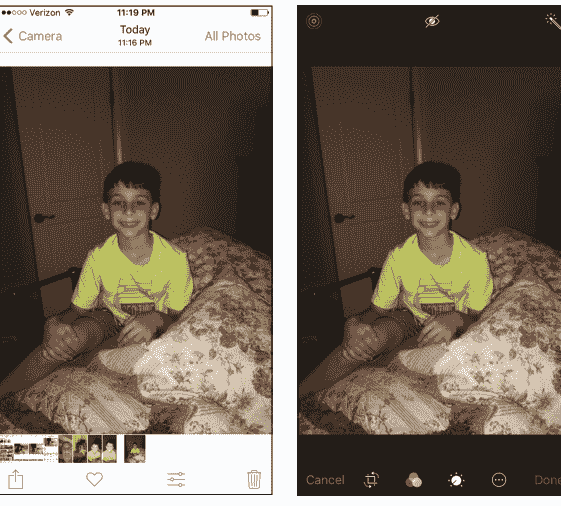 Verizon 11:19 PM
Camera
Today
11:16 PM
All Photos
Cancel
Done